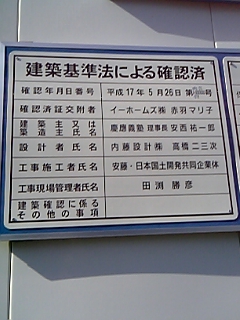 建築基準法による確認済
確認年月日番号 平成17年5月26日 第 号
確認済証交付者 イーホームズ㈱ 赤羽マリ子
建築主又は築造主氏名 慶應義塾 理事長 安西祐一郎
設計者氏名 内藤設計㈱ 高橋二三次
工事施工者氏名 安藤・日本国土開発共同企業体
工事現場管理者氏名 田渕勝彦
建築確認に係るその他の事項